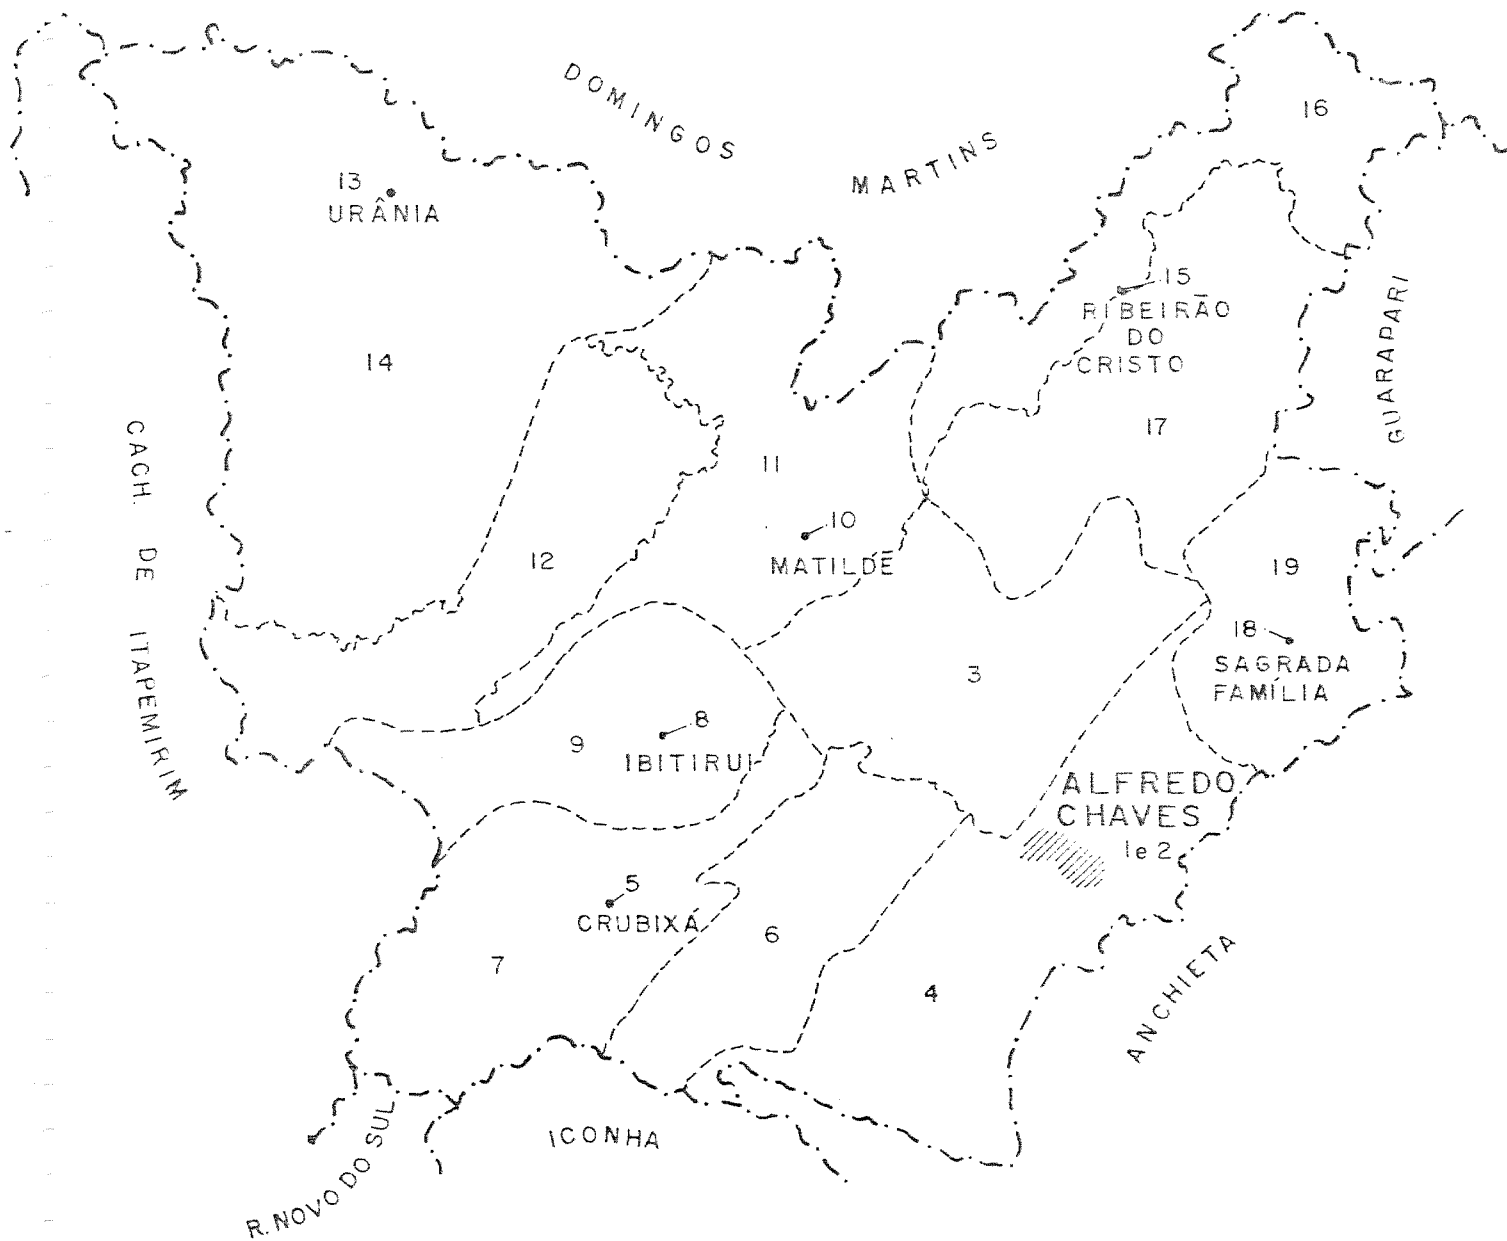 DOMINGOS
MARTINS
16
13
URÂNIA
15
RIBEIRÃO
DO
CRISTO
GUARAPARI
14
17
CACH. DE ITAPEMIRIM
11
10
MATILDE
12
19
18
SAGRADA
FAMÍLIA
3
8
9
IBITIRUI
ALFREDO
CHAVES
1e2
5
CRUBIXÁ
6
7
4
ANCHIETA
ICONHA
R. NOVO DO SUL